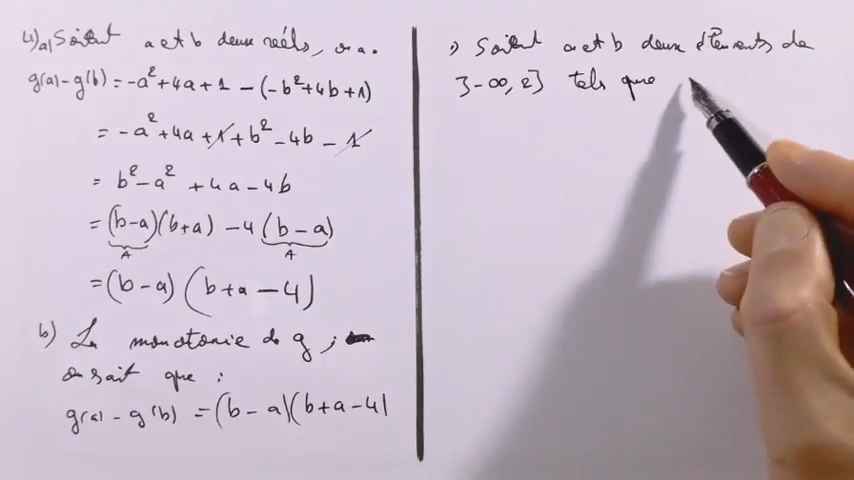 4)a) Soient a et b deux réels, on a.
g(a) - g(b) = -a² + 4a + 1 - (-b² + 4b + 1)
= -a² + 4a + 1 + b² - 4b - 1
= b² - a² + 4a - 4b
= (b-a)(b+a) - 4(b-a)
A A
= (b-a)(b+a-4)
b) La monotonie de g ;
on sait que :
g(a) - g(b) = (b-a)(b+a-4)
) Soient a et b deux éléments de
]-∞, 2] tels que